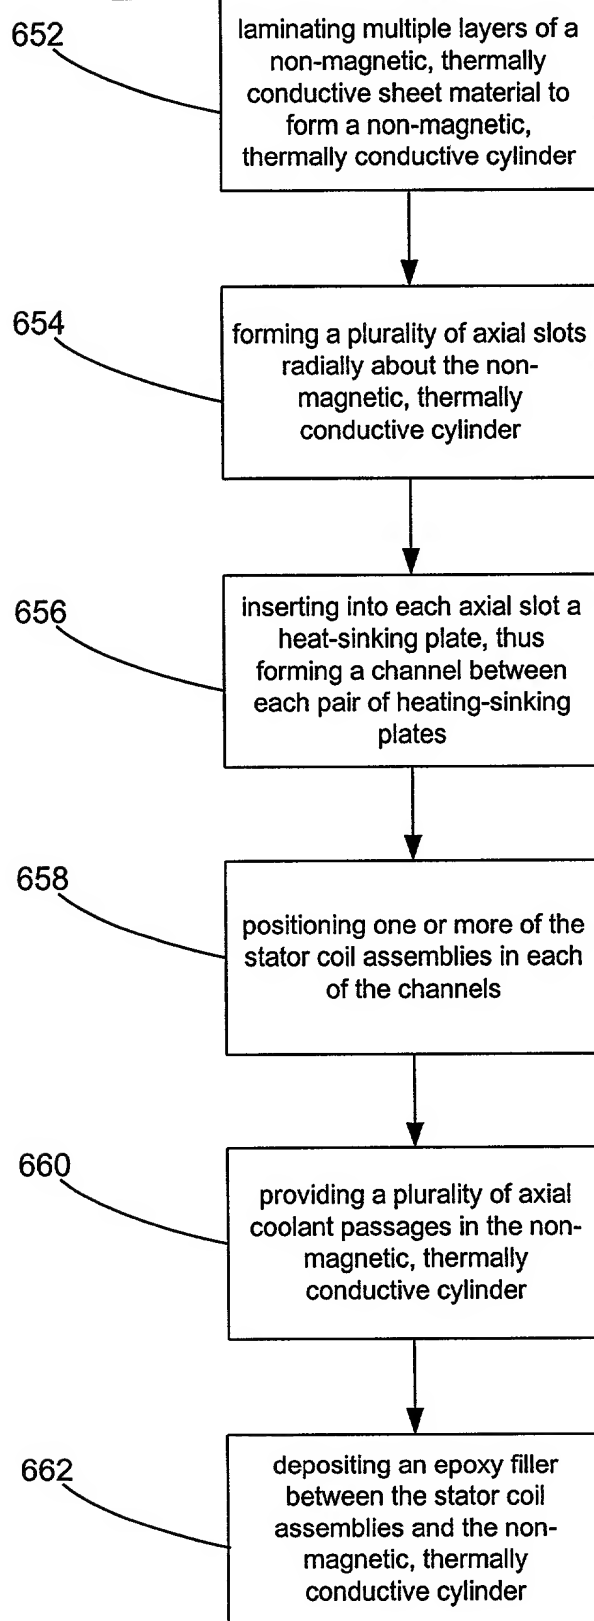 652
laminating multiple layers of a
non-magnetic, thermally
conductive sheet material to
form a non-magnetic,
thermally conductive cylinder
654
forming a plurality of axial slots
radially about the non-
magnetic, thermally
conductive cylinder
656
inserting into each axial slot a
heat-sinking plate, thus
forming a channel between
each pair of heating-sinking
plates
658
positioning one or more of the
stator coil assemblies in each
of the channels
660
providing a plurality of axial
coolant passages in the non-
magnetic, thermally
conductive cylinder
662
depositing an epoxy filler
between the stator coil
assemblies and the non-
magnetic, thermally
conductive cylinder